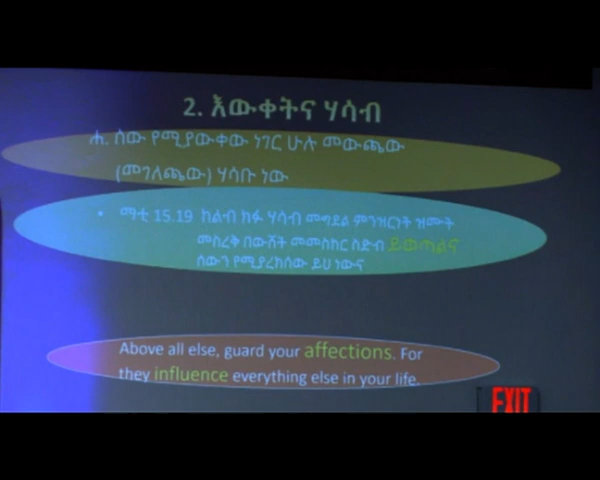 2. እውቀትና ሃሳብ
ሐ. ሰው የሚያውቀው ነገር ሁሉ መውጫው
(መገለጫው) ሃሳቡ ነው
• ማቲ 15.19 ከልብ ክፉ ሃሳብ መግደል ምንዝርነት ዝሙት
መስረቅ በውሸት መመስከር ስድብ ይወጣልና
ሰውን የሚያረክሰው ይህ ነውና
Above all else, guard your affections. For
they influence everything else in your life.
EXIT